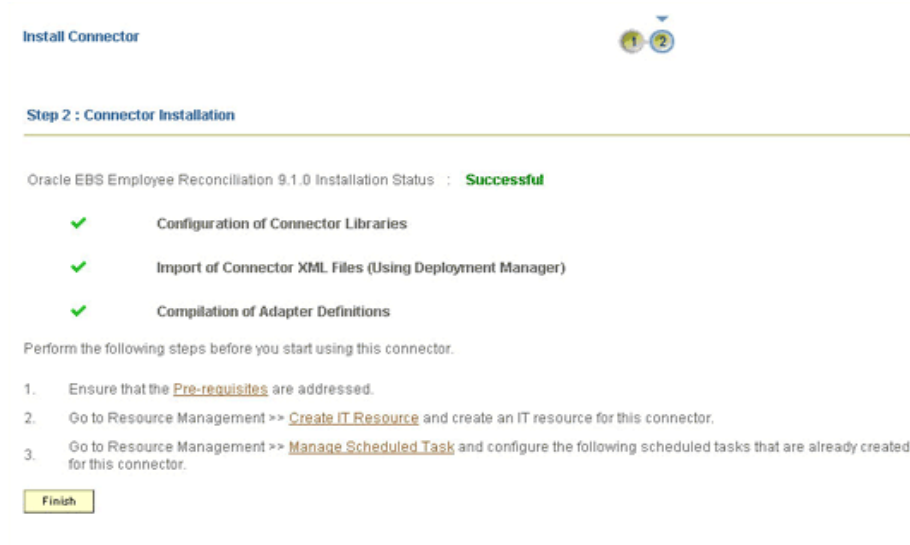 Install Connector
1 2
Step 2 : Connector Installation
Oracle EBS Employee Reconciliation 9.1.0 Installation Status : Successful
Configuration of Connector Libraries
Import of Connector XML Files (Using Deployment Manager)
Compilation of Adapter Definitions
Perform the following steps before you start using this connector.
1. Ensure that the Pre-requisites are addressed.
2. Go to Resource Management >> Create IT Resource and create an IT resource for this connector.
3. Go to Resource Management >> Manage Scheduled Task and configure the following scheduled tasks that are already created
for this connector.
Finish